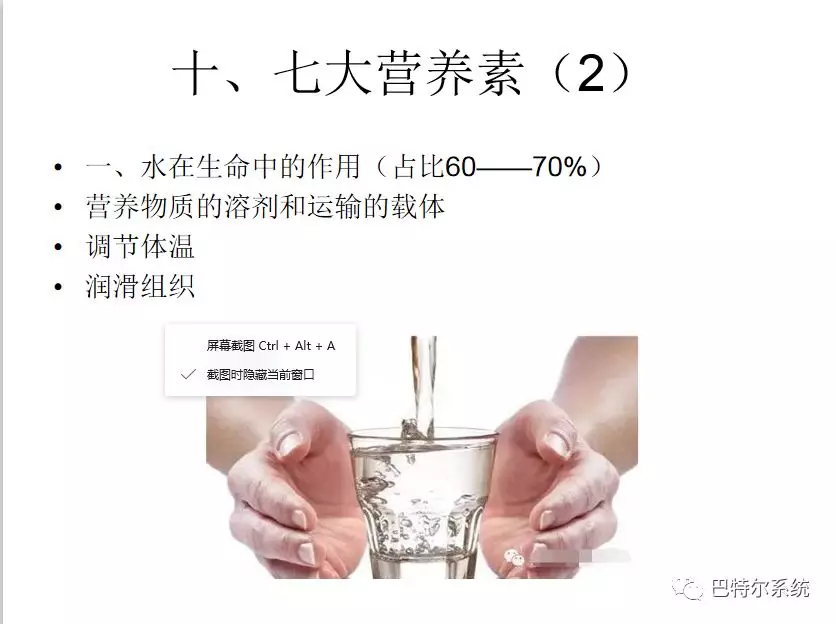 十、七大营养素（2）
• 一、水在生命中的作用（占比60——70%）
• 营养物质的溶剂和运输的载体
• 调节体温
• 润滑组织
屏幕截图 Ctrl + Alt + A
截图时隐藏当前窗口
巴特尔系统